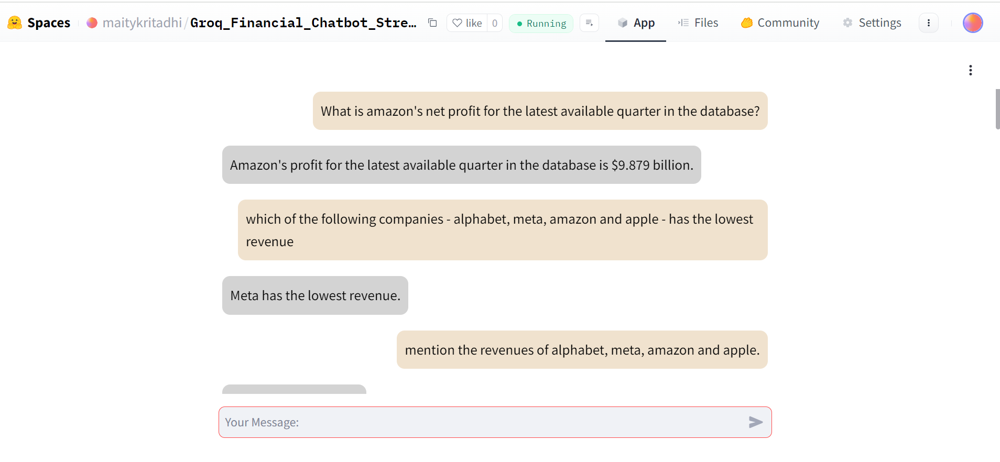 Spaces maitykritadhi/Groq_Financial_Chatbot_Stre… like 0 Running App Files Community Settings
What is amazon's net profit for the latest available quarter in the database?
Amazon's profit for the latest available quarter in the database is $9.879 billion.
which of the following companies - alphabet, meta, amazon and apple - has the lowest
revenue
Meta has the lowest revenue.
mention the revenues of alphabet, meta, amazon and apple.
Your Message: